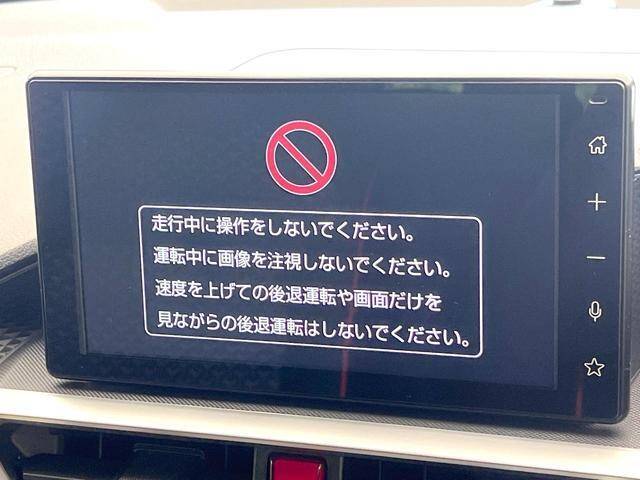 走行中に操作をしないでください。
運転中に画像を注視しないでください。
速度を上げての後退運転や画面だけを
見ながらの後退運転はしないでください。